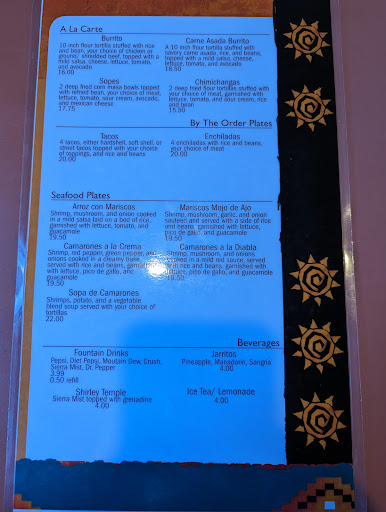 A La Carte
Burrito
10 inch flour tortilla stuffed with rice
and bean, your choice of chicken or
ground, shredded beef, topped with a
mild salsa, cheese, lettuce, tomato,
and avocado
16.00
Carne Asada Burrito
A 10 inch flour tortilla stuffed with
savory carne asada, rice, and beans,
topped with a mild salsa, cheese,
lettuce, tomato, and avocado
18.50
Sopes
2 deep fried corn masa bowls topped
with refried bean, your choice of meat,
lettuce, tomato, sour cream, avocado,
and mexican cheese
17.75
Chimichangas
2 deep fried flour tortillas stuffed with
your choice of meat, garnished with
lettuce, tomato, and sour cream, rice
and bean
15.50
By The Order Plates
Tacos
4 tacos, either hardshell, soft shell, or
street tacos topped with your choice
of toppings, and rice and beans
20.00
Enchiladas
4 enchiladas with rice and beans,
your choice of meat
20.00
Seafood Plates
Arroz con Mariscos
Shrimp, mushroom, and onion cooked
in a mild salsa laid on a bed of rice,
garnished with lettuce, tomato, and
guacamole
19.50
Mariscos Mojo de Ajo
Shrimp, mushroom, garlic, and onion
sauteed and served with a side of rice
and beans garnished with lettuce,
pico de gallo, and guacamole
19.50
Camarones a la Crema
Shrimp, red pepper, green pepper, and
onions cooked in a creamy base,
served with rice and beans, garnished
with lettuce, pico de gallo, and
guacamole
19.50
Camarones a la Diabla
Shrimp, mushroom, and onions
cooked in a mild red sauce, served
with rice and beans, garnished with
lettuce, pico de gallo, and guacamole
19.50
Sopa de Camarones
Shrimps, potato, and a vegetable
blend soup served with your choice of
tortillas
22.00
Beverages
Fountain Drinks
Pepsi, Diet Pepsi, Moutain Dew, Crush,
Sierra Mist, Dr. Pepper
3.99
0.50 refill
Jarritos
Pineapple, Mandarin, Sangria
4.00
Shirley Temple
Sierra Mist topped with grenadine
4.00
Ice Tea/ Lemonade
4.00